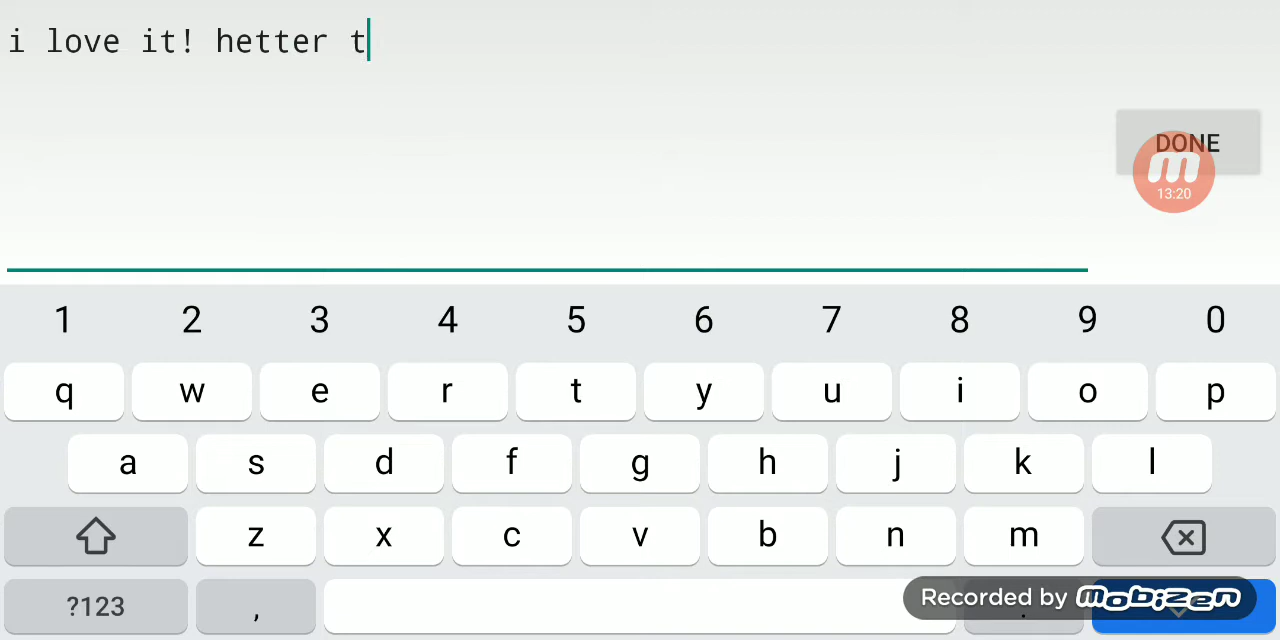 i love it! hetter t
DONE
m
13:20
1 2 3 4 5 6 7 8 9 0
q w e r t y u i o p
a s d f g h j k l
z x c v b n m
?123 , .
Recorded by mobizen